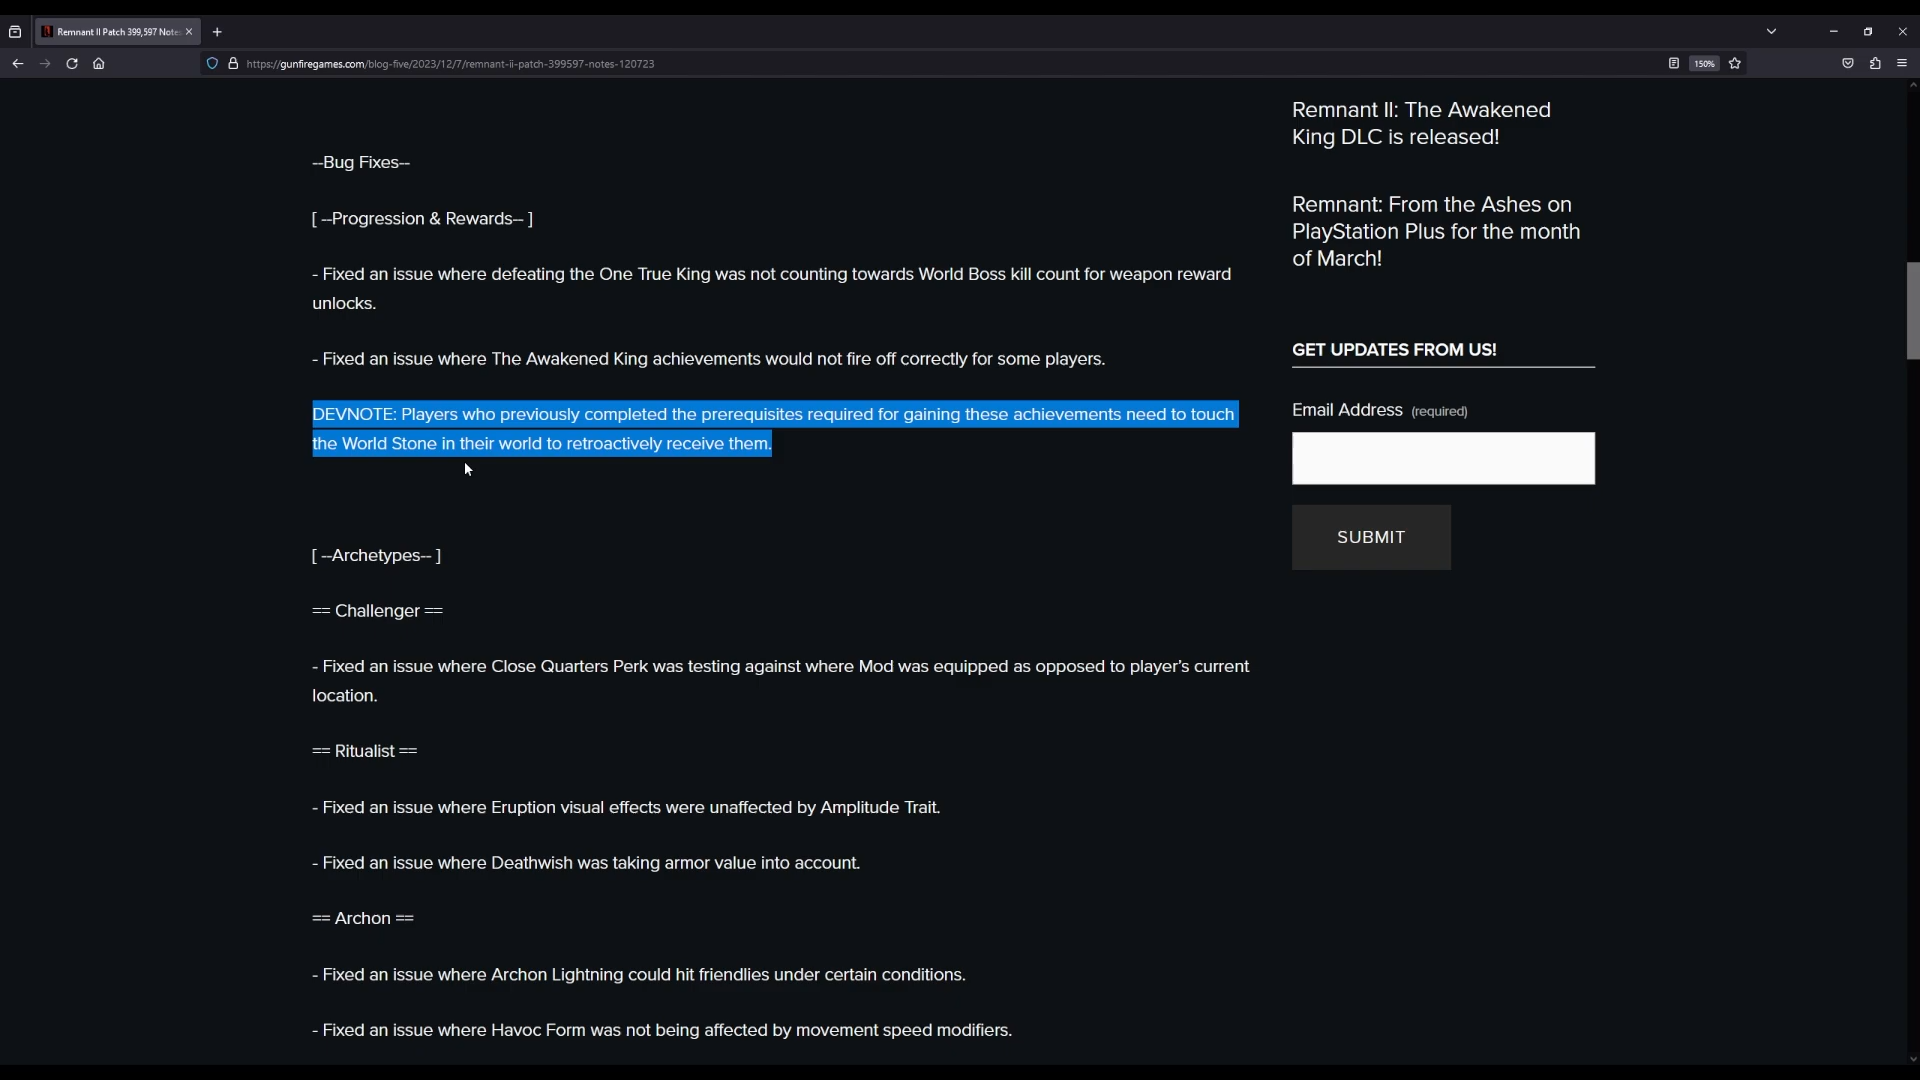 Remnant II Patch 399,597 Note
https://gunfiregames.com/blog-five/2023/12/7/remnant-ii-patch-399597-notes-120723
150%
--Bug Fixes--
[ --Progression & Rewards-- ]
- Fixed an issue where defeating the One True King was not counting towards World Boss kill count for weapon reward
unlocks.
- Fixed an issue where The Awakened King achievements would not fire off correctly for some players.
DEVNOTE: Players who previously completed the prerequisites required for gaining these achievements need to touch
the World Stone in their world to retroactively receive them.
[ --Archetypes-- ]
== Challenger ==
- Fixed an issue where Close Quarters Perk was testing against where Mod was equipped as opposed to player’s current
location.
== Ritualist ==
- Fixed an issue where Eruption visual effects were unaffected by Amplitude Trait.
- Fixed an issue where Deathwish was taking armor value into account.
== Archon ==
- Fixed an issue where Archon Lightning could hit friendlies under certain conditions.
- Fixed an issue where Havoc Form was not being affected by movement speed modifiers.
Remnant II: The Awakened
King DLC is released!
Remnant: From the Ashes on
PlayStation Plus for the month
of March!
GET UPDATES FROM US!
Email Address (required)
SUBMIT